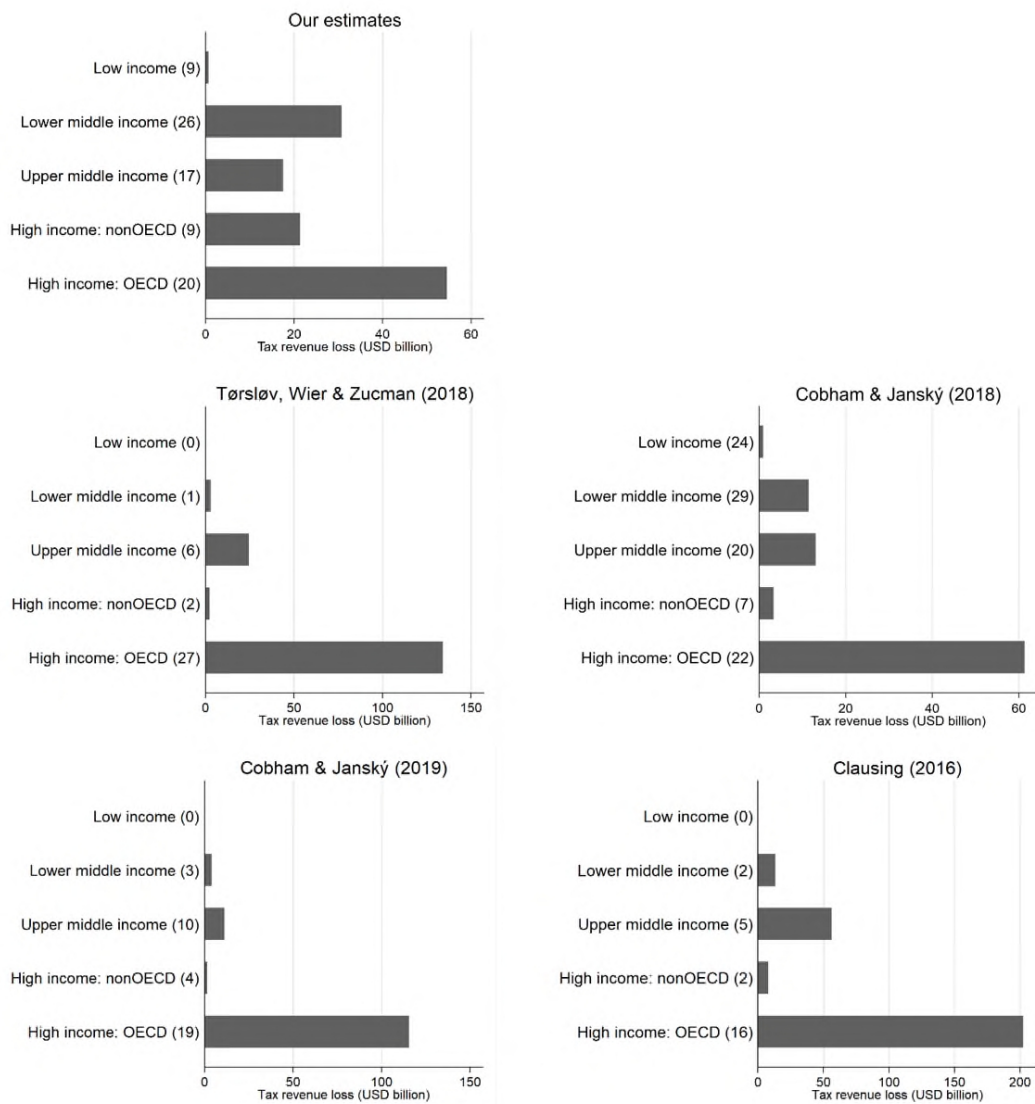 Our estimates
Low income (9)
Lower middle income (26)
Upper middle income (17)
High income: nonOECD (9)
High income: OECD (20)
0 20 40 60
Tax revenue loss (USD billion)
Tørsløv, Wier & Zucman (2018)
Low income (0)
Lower middle income (1)
Upper middle income (6)
High income: nonOECD (2)
High income: OECD (27)
0 50 100 150
Tax revenue loss (USD billion)
Cobham & Janský (2018)
Low income (24)
Lower middle income (29)
Upper middle income (20)
High income: nonOECD (7)
High income: OECD (22)
0 20 40 60
Tax revenue loss (USD billion)
Cobham & Janský (2019)
Low income (0)
Lower middle income (3)
Upper middle income (10)
High income: nonOECD (4)
High income: OECD (19)
0 50 100 150
Tax revenue loss (USD billion)
Clausing (2016)
Low income (0)
Lower middle income (2)
Upper middle income (5)
High income: nonOECD (2)
High income: OECD (16)
0 50 100 150 200
Tax revenue loss (USD billion)